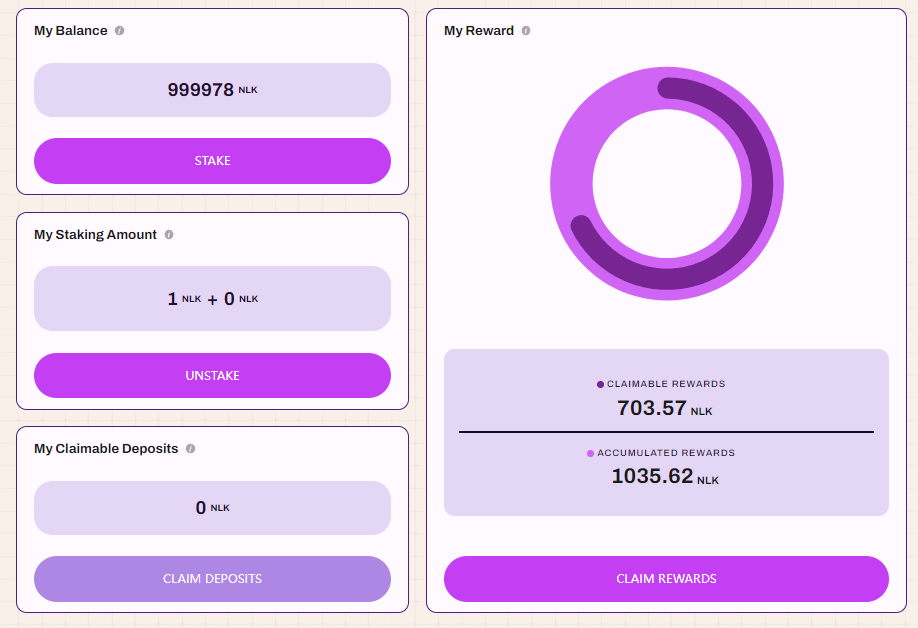 My Balance
999978 NLK
STAKE
My Staking Amount
1 NLK + 0 NLK
UNSTAKE
My Claimable Deposits
0 NLK
CLAIM DEPOSITS
My Reward
CLAIMABLE REWARDS
703.57 NLK
ACCUMULATED REWARDS
1035.62 NLK
CLAIM REWARDS